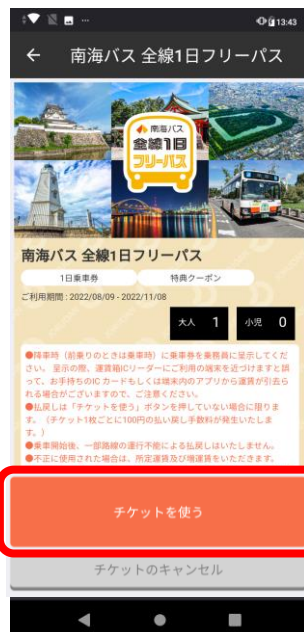 13:43
南海バス 全線1日フリーパス
南海バス
全線1日
フリーパス
南海バス 全線1日フリーパス
1日乗車券 特典クーポン
ご利用期間 : 2022/08/09 - 2022/11/08
大人 1 小児 0
●降車時（前乗りのときは乗車時）に乗車券を乗務員に呈示してくだ
さい。 呈示の際、運賃箱ICリーダーにご利用の端末を近づけますと誤
って、お手持ちのICカードもしくは端末内のアプリから運賃が引去ら
れる場合がございますので、ご注意ください。
●払戻しは「チケットを使う」ボタンを押していない場合に限りま
す。（チケット1枚ごとに100円の払い戻し手数料が発生いたしま
す。）
●乗車開始後、一部路線の運行不能による払戻しはいたしません。
●不正に使用された場合は、所定運賃及び増運賃をいただきます。
チケットを使う
チケットのキャンセル